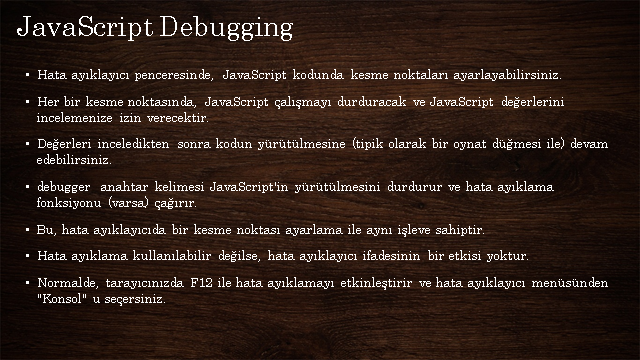 JavaScript Debugging
• Hata ayıklayıcı penceresinde, JavaScript kodunda kesme noktaları ayarlayabilirsiniz.
• Her bir kesme noktasında, JavaScript çalışmayı durduracak ve JavaScript değerlerini
incelemenize izin verecektir.
• Değerleri inceledikten sonra kodun yürütülmesine (tipik olarak bir oynat düğmesi ile) devam
edebilirsiniz.
• debugger anahtar kelimesi JavaScript'in yürütülmesini durdurur ve hata ayıklama
fonksiyonu (varsa) çağırır.
• Bu, hata ayıklayıcıda bir kesme noktası ayarlama ile aynı işleve sahiptir.
• Hata ayıklama kullanılabilir değilse, hata ayıklayıcı ifadesinin bir etkisi yoktur.
• Normalde, tarayıcınızda F12 ile hata ayıklamayı etkinleştirir ve hata ayıklayıcı menüsünden
"Konsol" u seçersiniz.